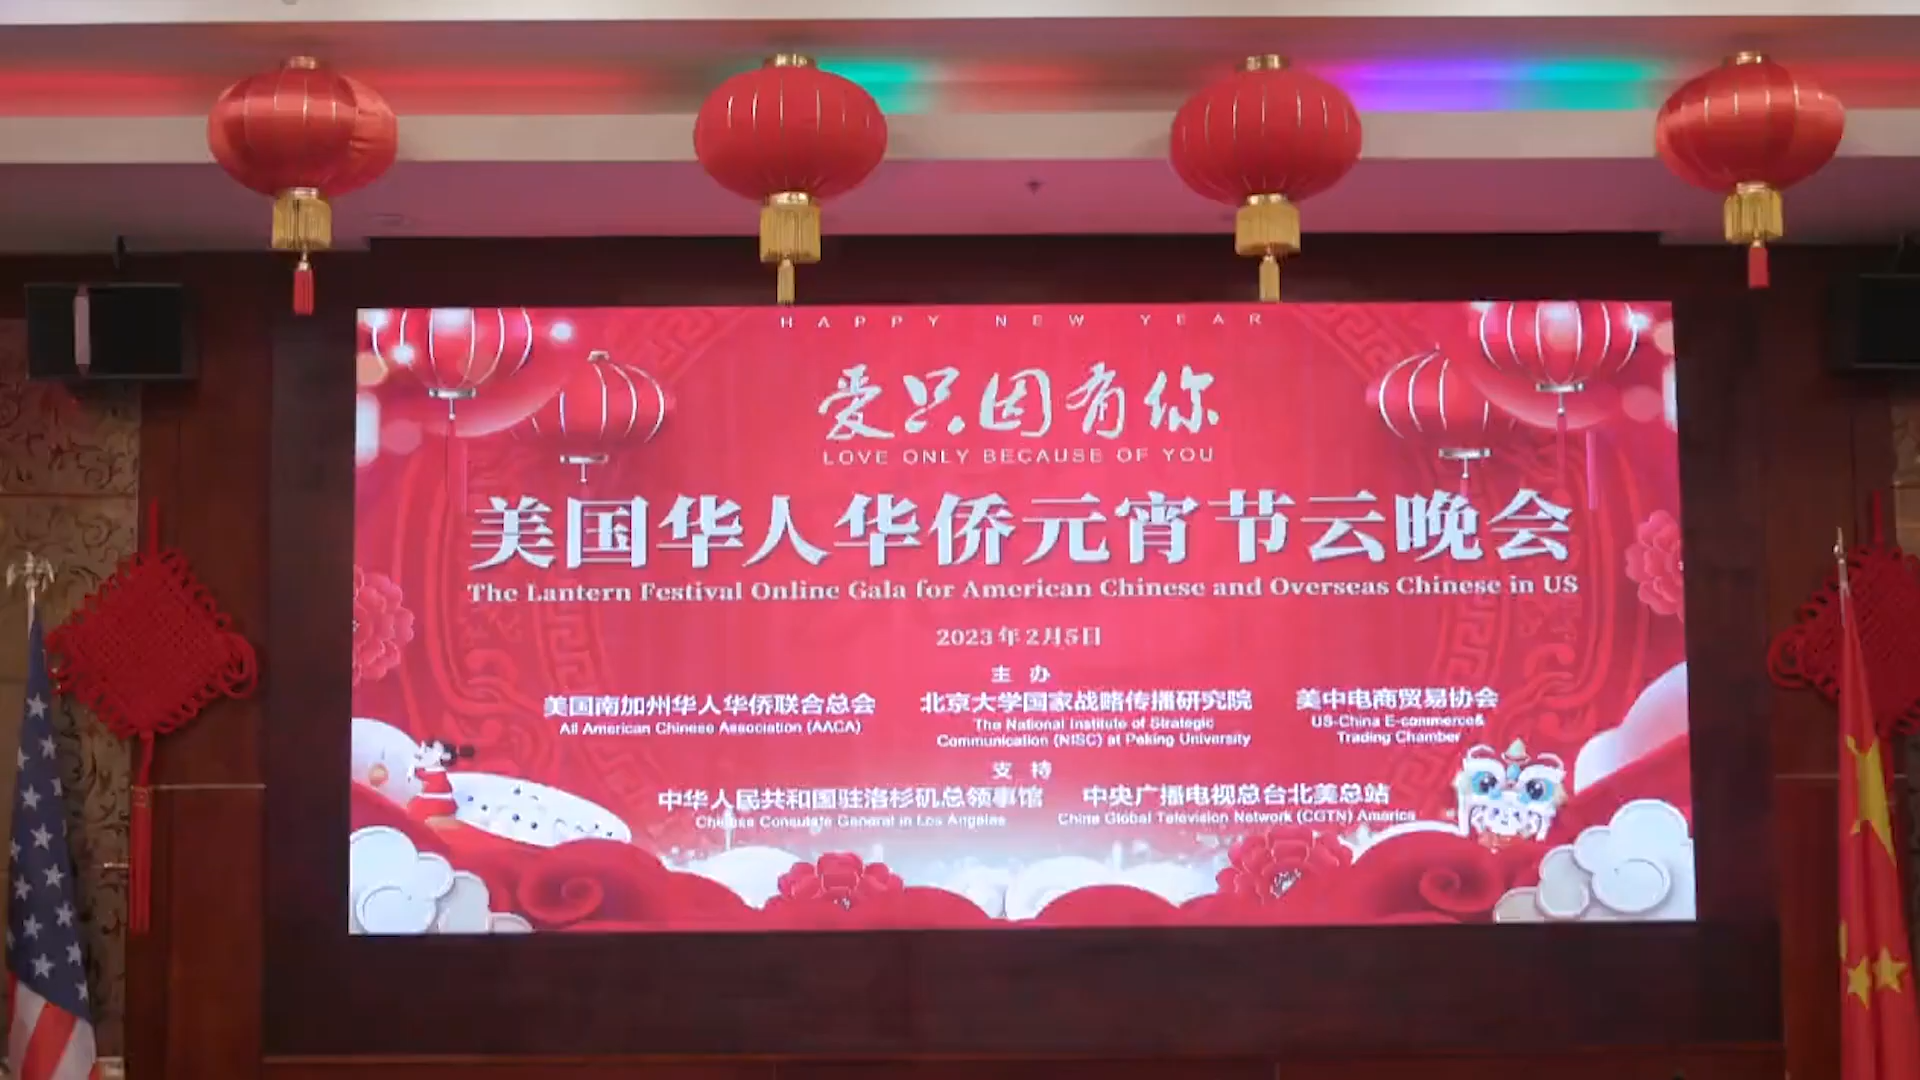 HAPPY NEW YEAR
爱只因有你
LOVE ONLY BECAUSE OF YOU
美国华人华侨元宵节云晚会
The Lantern Festival Online Gala for American Chinese and Overseas Chinese in US
2023年2月5日
主办
美国南加州华人华侨联合总会
All American Chinese Association (AACA)
北京大学国家战略传播研究院
The National Institute of Strategic
Communication (NISC) at Peking University
美中电商贸易协会
US-China E-commerce&
Trading Chamber
支持
中华人民共和国驻洛杉矶总领事馆
Chinese Consulate General in Los Angeles
中央广播电视总台北美总站
China Global Television Network (CGTN) America